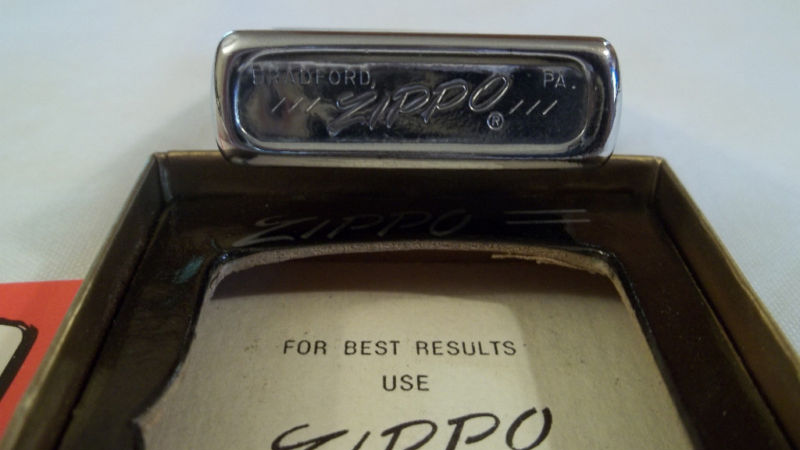 BRADFORD, PA.
/// ZIPPO ® ///
ZIPPO
FOR BEST RESULTS
USE
ZIPPO